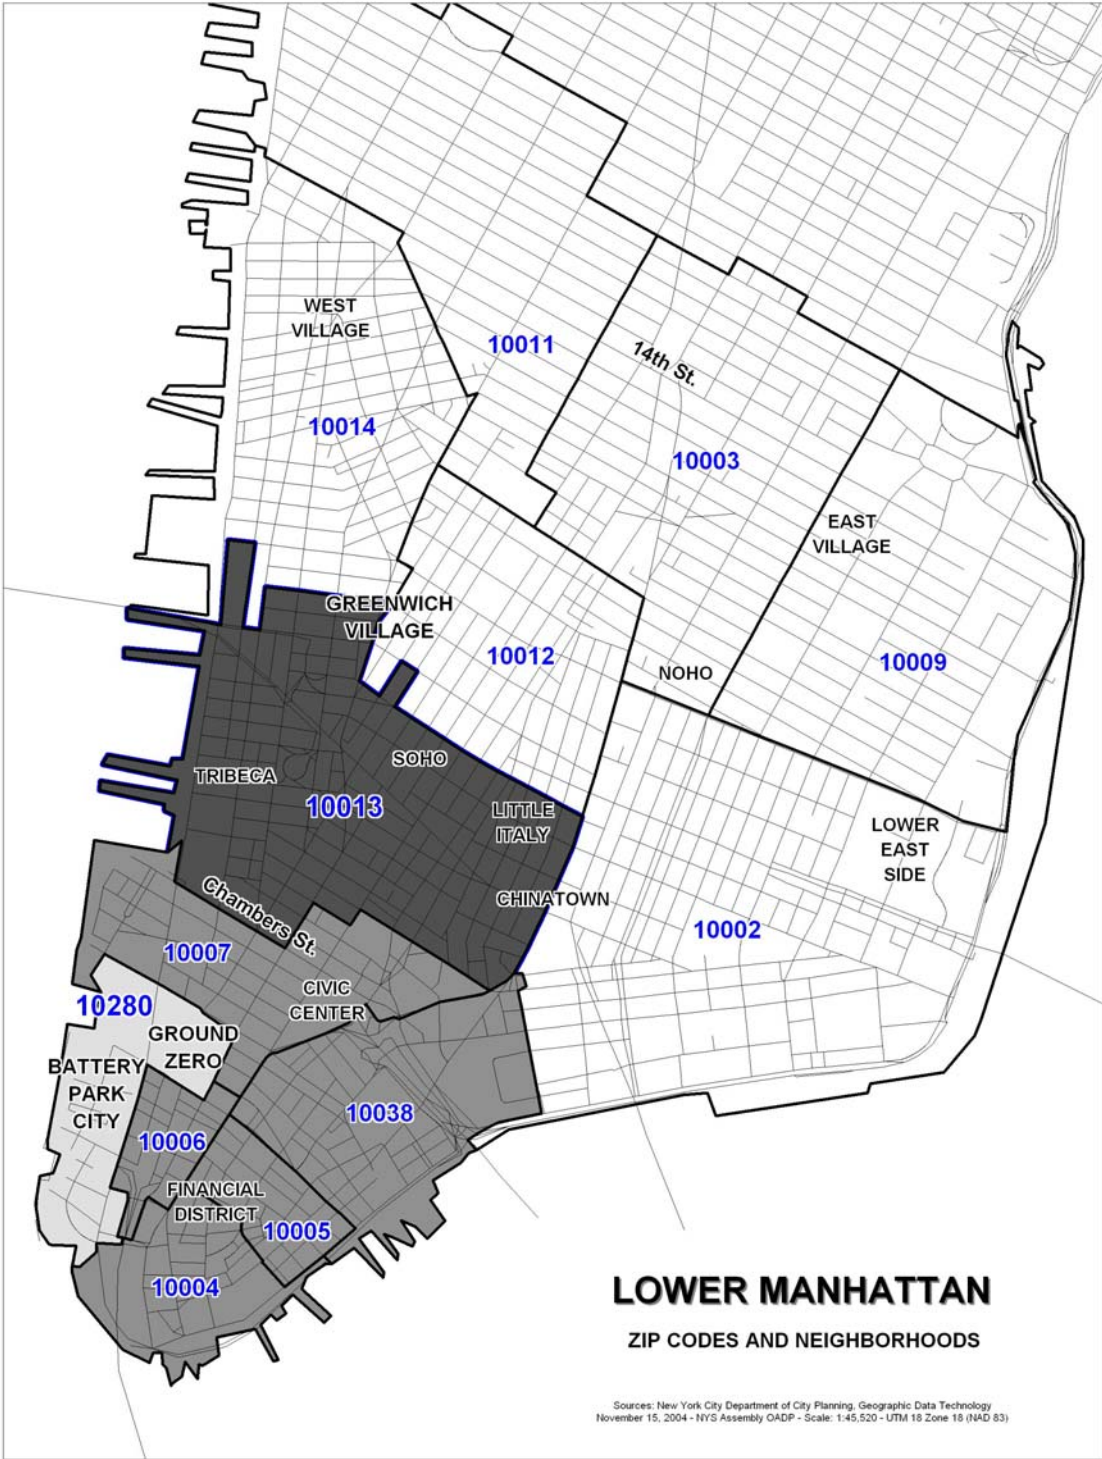 WEST
VILLAGE
10011
14th St.
10014
10003
EAST
VILLAGE
GREENWICH
VILLAGE
10012
10009
NOHO
SOHO
TRIBECA
10013
LITTLE
ITALY
LOWER
EAST
SIDE
CHINATOWN
Chambers St.
10002
10007
CIVIC
CENTER
10280
GROUND
ZERO
BATTERY
PARK
CITY
10038
10006
FINANCIAL
DISTRICT
10005
10004
LOWER MANHATTAN
ZIP CODES AND NEIGHBORHOODS
Sources: New York City Department of City Planning, Geographic Data Technology
November 15, 2004 - NYS Assembly OADP - Scale: 1:45,520 - UTM 18 Zone 18 (NAD 83)